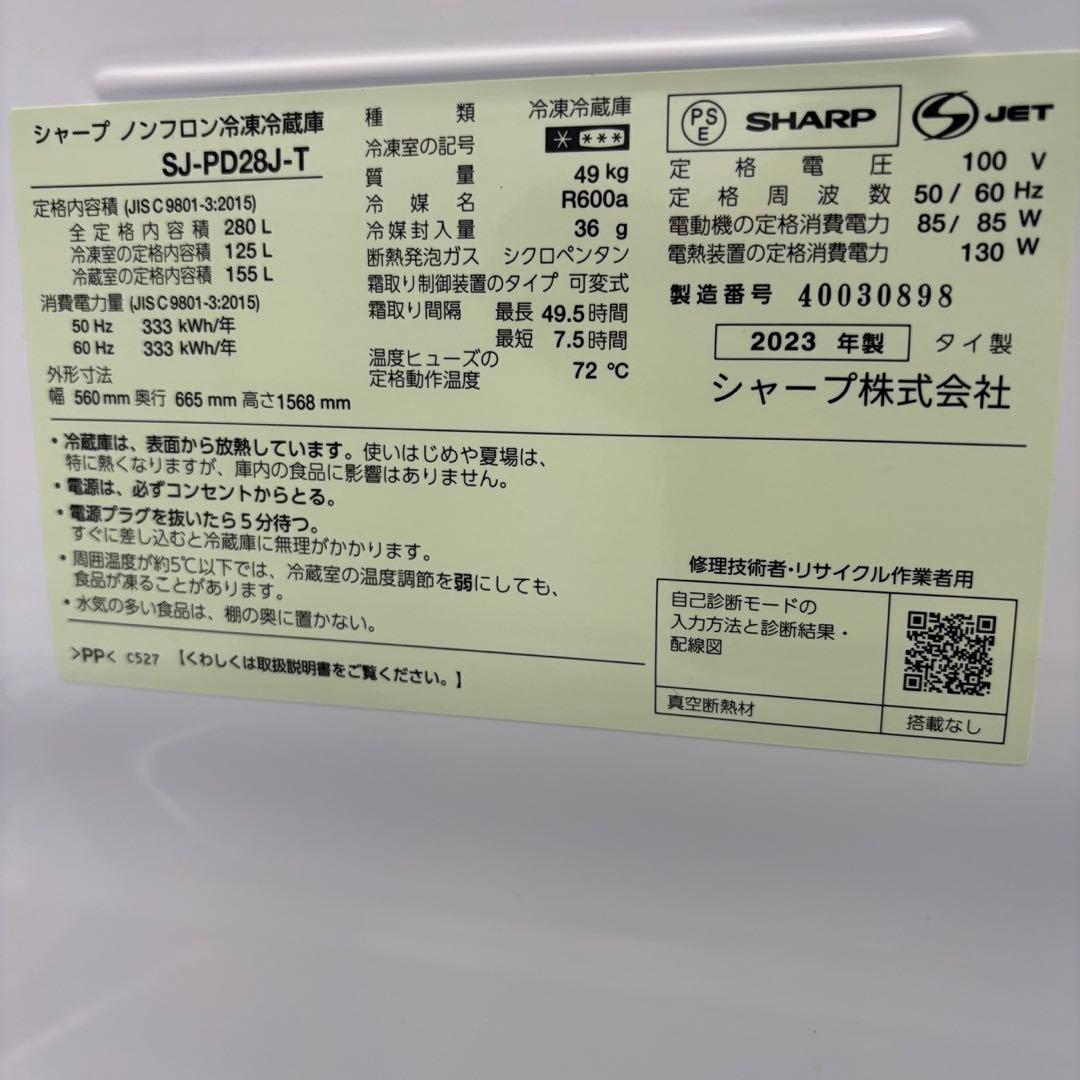 シャープ ノンフロン冷凍冷蔵庫
SJ-PD28J-T
定格内容積 (JIS C 9801-3:2015)
全定格内容積 280 L
冷凍室の定格内容積 125 L
冷蔵室の定格内容積 155 L
消費電力量 (JIS C 9801-3:2015)
50 Hz 333 kWh/年
60 Hz 333 kWh/年
外形寸法
幅 560 mm 奥行 665 mm 高さ1568 mm
種類 冷凍冷蔵庫
冷凍室の記号 * ***
質量 49 kg
冷媒名 R600a
冷媒封入量 36 g
断熱発泡ガス シクロペンタン
霜取り制御装置のタイプ 可変式
霜取り間隔 最長 49.5時間
最短 7.5時間
温度ヒューズの
定格動作温度 72 ℃
PSE SHARP JET
定格電圧 100 V
定格周波数 50 / 60 Hz
電動機の定格消費電力 85 / 85 W
電熱装置の定格消費電力 130 W
製造番号 40030898
2023 年製 タイ製
シャープ株式会社
・冷蔵庫は、表面から放熱しています。使いはじめや夏場は、
特に熱くなりますが、庫内の食品に影響はありません。
・電源は、必ずコンセントからとる。
・電源プラグを抜いたら5分待つ。
すぐに差し込むと冷蔵庫に無理がかかります。
・周囲温度が約5℃以下では、冷蔵室の温度調節を弱にしても、
食品が凍ることがあります。
・水気の多い食品は、棚の奥に置かない。
>PP< C527 【くわしくは取扱説明書をご覧ください。】
修理技術者・リサイクル作業者用
自己診断モードの
入力方法と診断結果・
配線図
真空断熱材 搭載なし